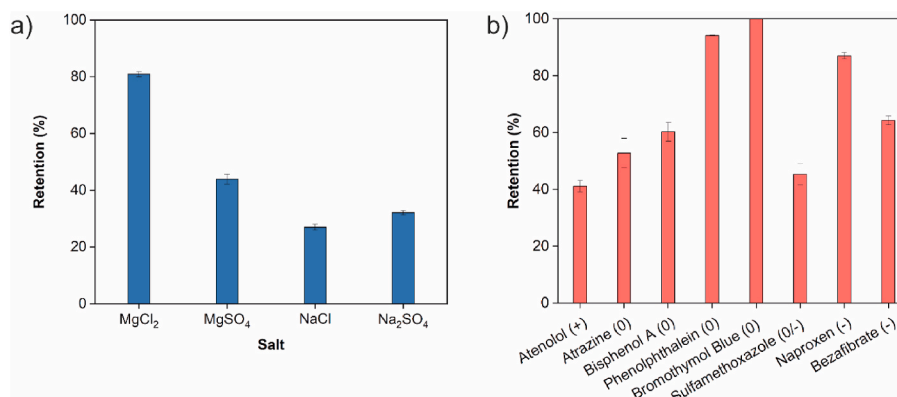 a)
100
80
60
40
20
0
Retention (%)
MgCl₂
MgSO₄
NaCl
Na₂SO₄
Salt
b)
100
80
60
40
20
0
Retention (%)
Atenolol (+)
Atrazine (0)
Bisphenol A (0)
Phenolphthalein (0)
Bromothymol Blue (0)
Sulfamethoxazole (0/-)
Naproxen (-)
Bezafibrate (-)